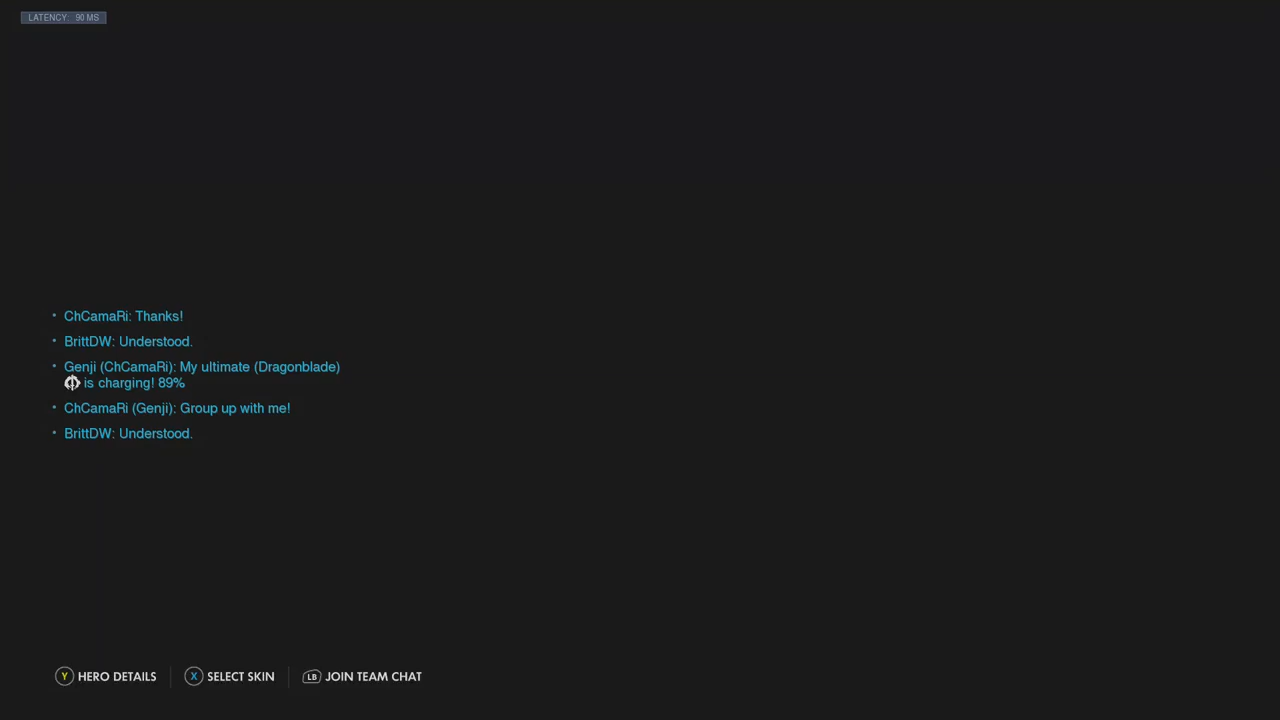 LATENCY: 90 MS
• ChCamaRi: Thanks!
• BrittDW: Understood.
• Genji (ChCamaRi): My ultimate (Dragonblade)
is charging! 89%
• ChCamaRi (Genji): Group up with me!
• BrittDW: Understood.
Y HERO DETAILS X SELECT SKIN LB JOIN TEAM CHAT